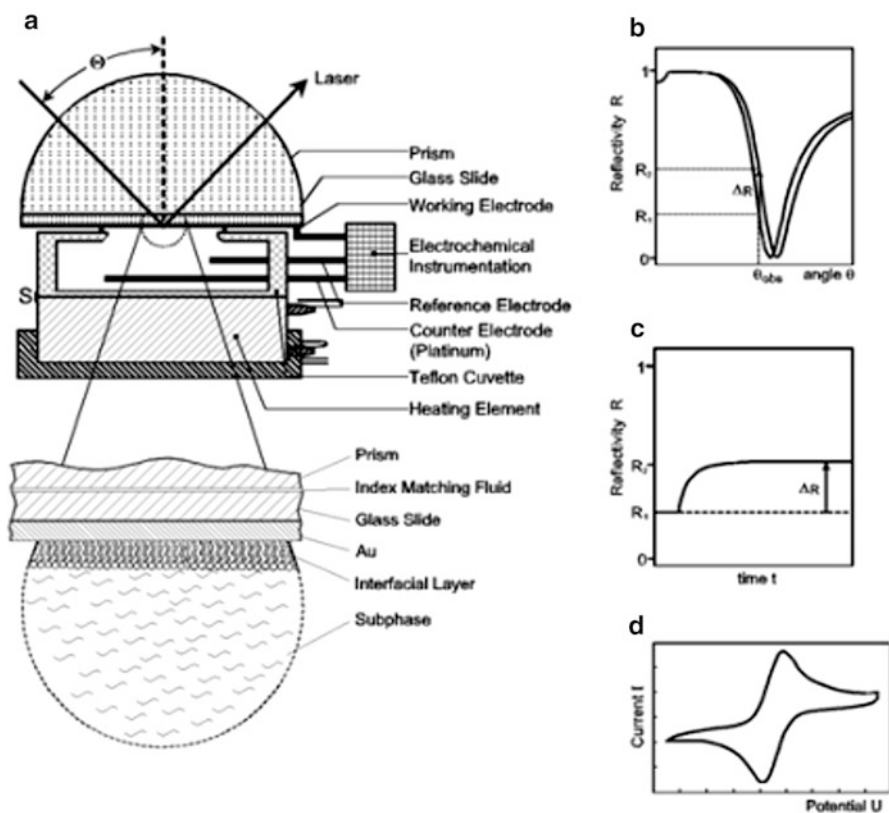 a
Θ
Laser
Prism
Glass Slide
Working Electrode
Electrochemical
Instrumentation
S
Reference Electrode
Counter Electrode
(Platinum)
Teflon Cuvette
Heating Element
Prism
Index Matching Fluid
Glass Slide
Au
Interfacial Layer
Subphase
b
Reflectivity R
1
R₂
ΔR
R₁
0
θobs
angle θ
c
Reflectivity R
1
R₂
ΔR
R₁
0
time t
d
Current I
Potential U